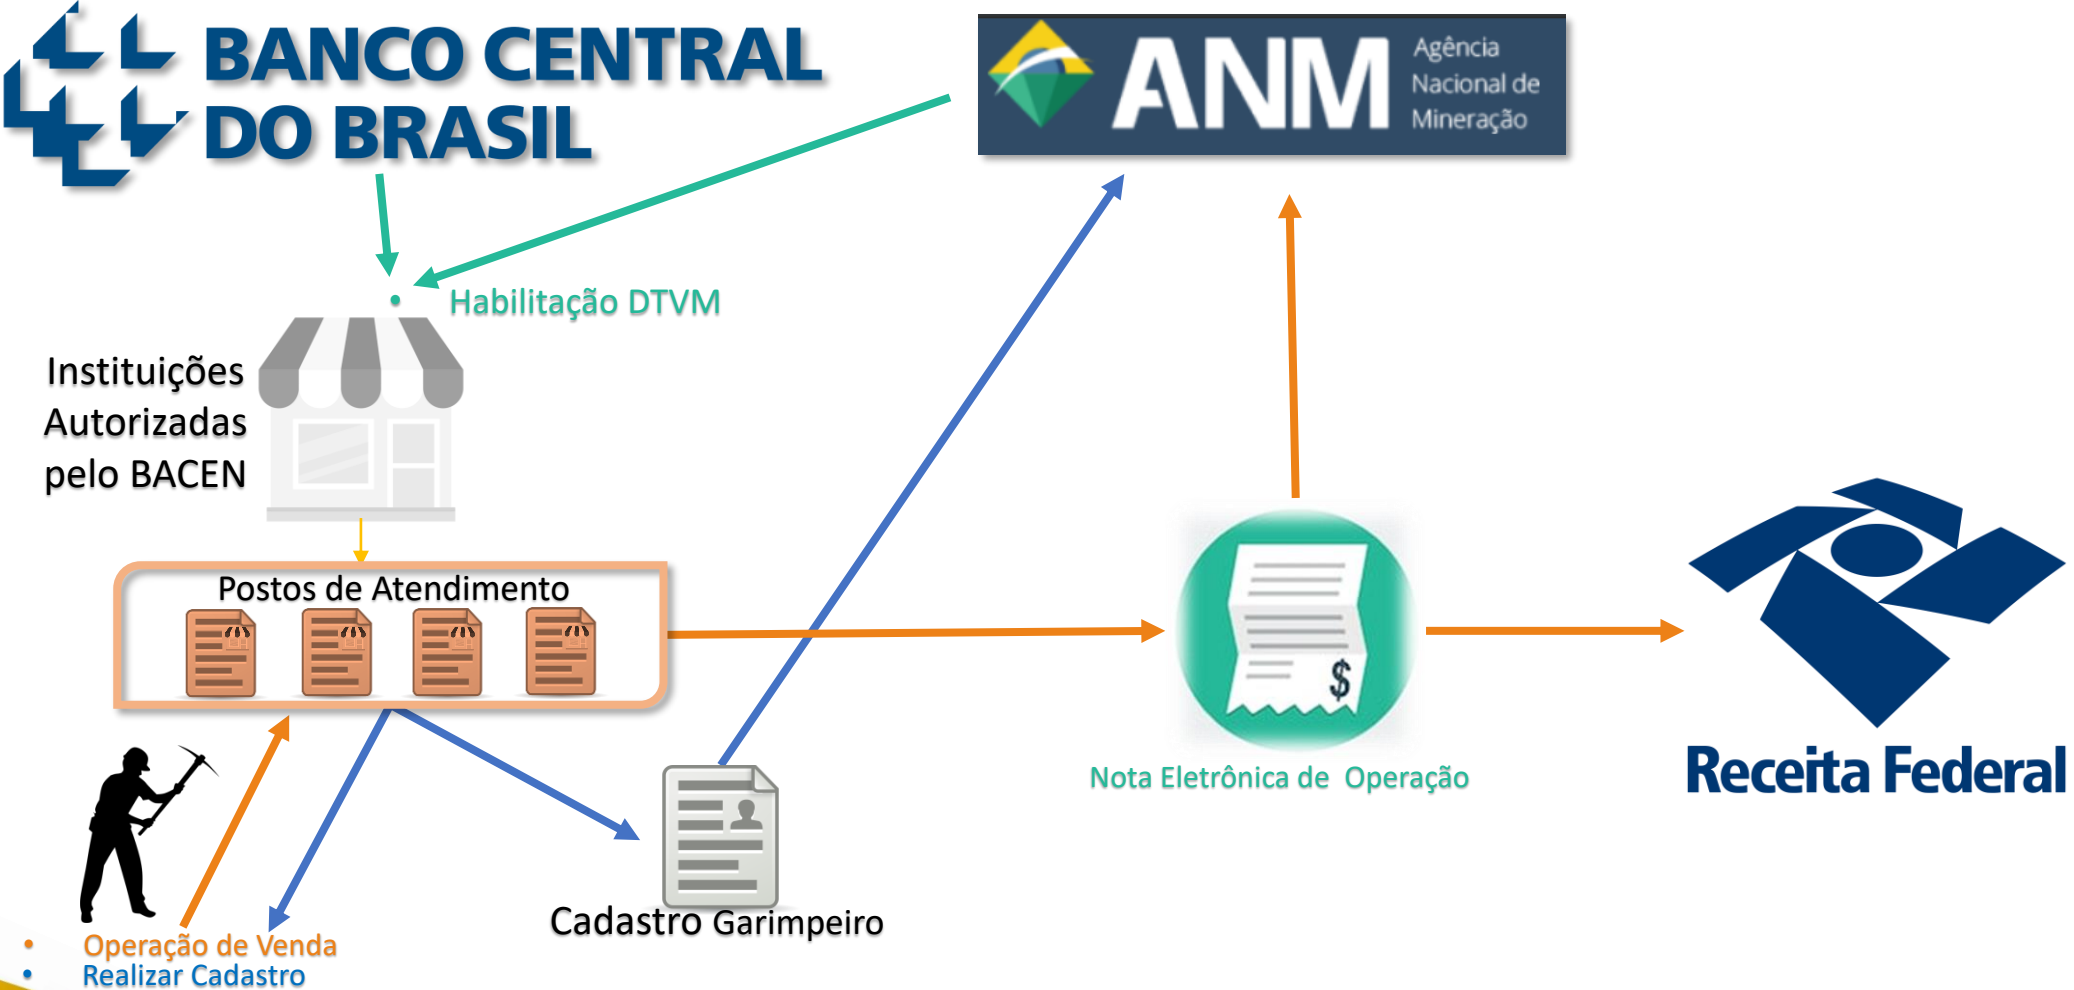 BANCO CENTRAL
DO BRASIL
ANM
Agência
Nacional de
Mineração
• Habilitação DTVM
Instituições
Autorizadas
pelo BACEN
Postos de Atendimento
$
Nota Eletrônica de Operação
Receita Federal
Cadastro Garimpeiro
• Operação de Venda
• Realizar Cadastro